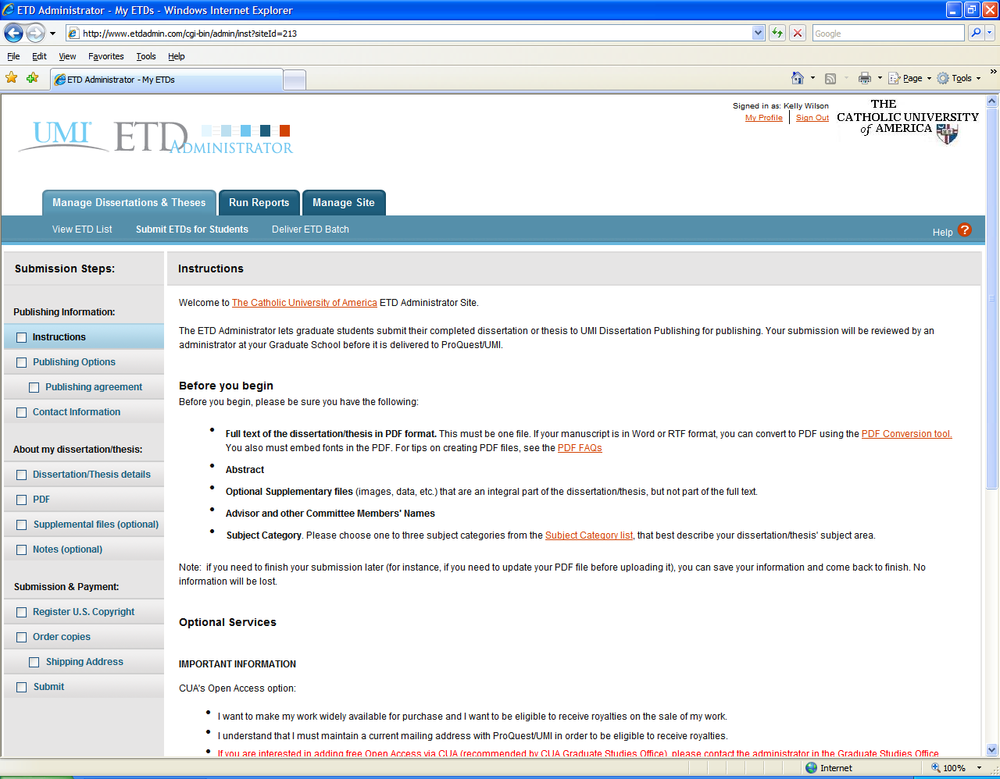 ETD Administrator - My ETDs - Windows Internet Explorer
http://www.etdadmin.com/cgi-bin/admin/inst?siteId=213
Google
File Edit View Favorites Tools Help
ETD Administrator - My ETDs
Page Tools »
Signed in as: Kelly Wilson
My Profile Sign Out
THE
CATHOLIC UNIVERSITY
of AMERICA
UMI ETD ADMINISTRATOR
Manage Dissertations & Theses Run Reports Manage Site
View ETD List Submit ETDs for Students Deliver ETD Batch Help ?
Submission Steps:
Publishing Information:
Instructions
Publishing Options
Publishing agreement
Contact Information
About my dissertation/thesis:
Dissertation/Thesis details
PDF
Supplemental files (optional)
Notes (optional)
Submission & Payment:
Register U.S. Copyright
Order copies
Shipping Address
Submit
Instructions
Welcome to The Catholic University of America ETD Administrator Site.
The ETD Administrator lets graduate students submit their completed dissertation or thesis to UMI Dissertation Publishing for publishing. Your submission will be reviewed by an
administrator at your Graduate School before it is delivered to ProQuest/UMI.
Before you begin
Before you begin, please be sure you have the following:
• Full text of the dissertation/thesis in PDF format. This must be one file. If your manuscript is in Word or RTF format, you can convert to PDF using the PDF Conversion tool.
You also must embed fonts in the PDF. For tips on creating PDF files, see the PDF FAQs
• Abstract
• Optional Supplementary files (images, data, etc.) that are an integral part of the dissertation/thesis, but not part of the full text.
• Advisor and other Committee Members' Names
• Subject Category. Please choose one to three subject categories from the Subject Category list, that best describe your dissertation/thesis' subject area.
Note: if you need to finish your submission later (for instance, if you need to update your PDF file before uploading it), you can save your information and come back to finish. No
information will be lost.
Optional Services
IMPORTANT INFORMATION
CUA's Open Access option:
• I want to make my work widely available for purchase and I want to be eligible to receive royalties on the sale of my work.
• I understand that I must maintain a current mailing address with ProQuest/UMI in order to be eligible to receive royalties.
• If you are interested in adding free Open Access via CUA (recommended by CUA Graduate Studies Office), please contact the administrator in the Graduate Studies Office
Internet 100%